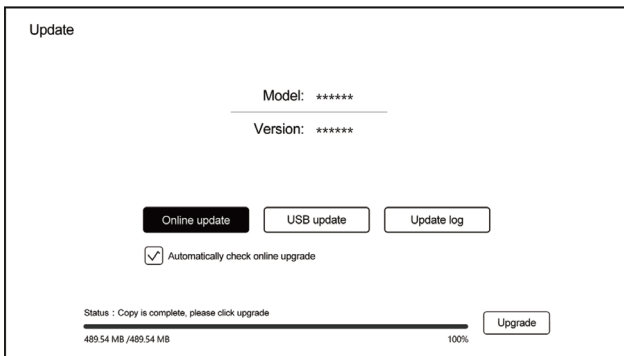 Update
Model: ******
Version: ******
Online update
USB update
Update log
Automatically check online upgrade
Status : Copy is complete, please click upgrade
Upgrade
489.54 MB /489.54 MB 100%